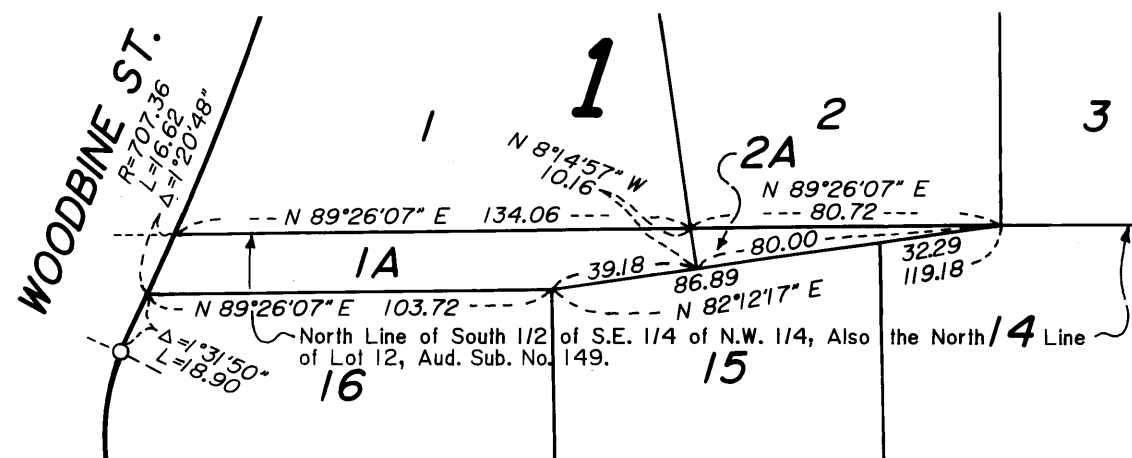 WOODBINE ST.
R=707.36
L=16.62
Δ=1°20'48"
1
1
2
3
N 8°14'57" W
10.16
2A
N 89°26'07" E
80.72
N 89°26'07" E 134.06
80.00
32.29
119.18
1A
39.18
86.89
N 82°12'17" E
N 89°26'07" E 103.72
North Line of South 1/2 of S.E. 1/4 of N.W. 1/4, Also the North 14 Line
of Lot 12, Aud. Sub. No. 149.
Δ=1°31'50"
L=18.90
16
15